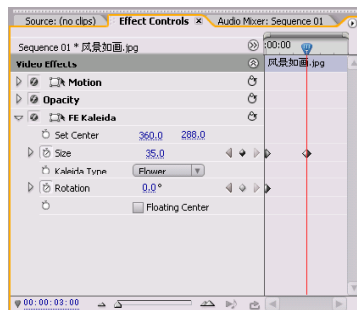 Source: (no clips) Effect Controls × Audio Mixer: Sequence 01
Sequence 01 * 风景如画.jpg :00:00
Video Effects 风景如画.jpg
Motion
Opacity
FE Kaleida
Set Center 360.0 288.0
Size 35.0
Kaleida Type Flower
Rotation 0.0°
Floating Center
00:00:03:00